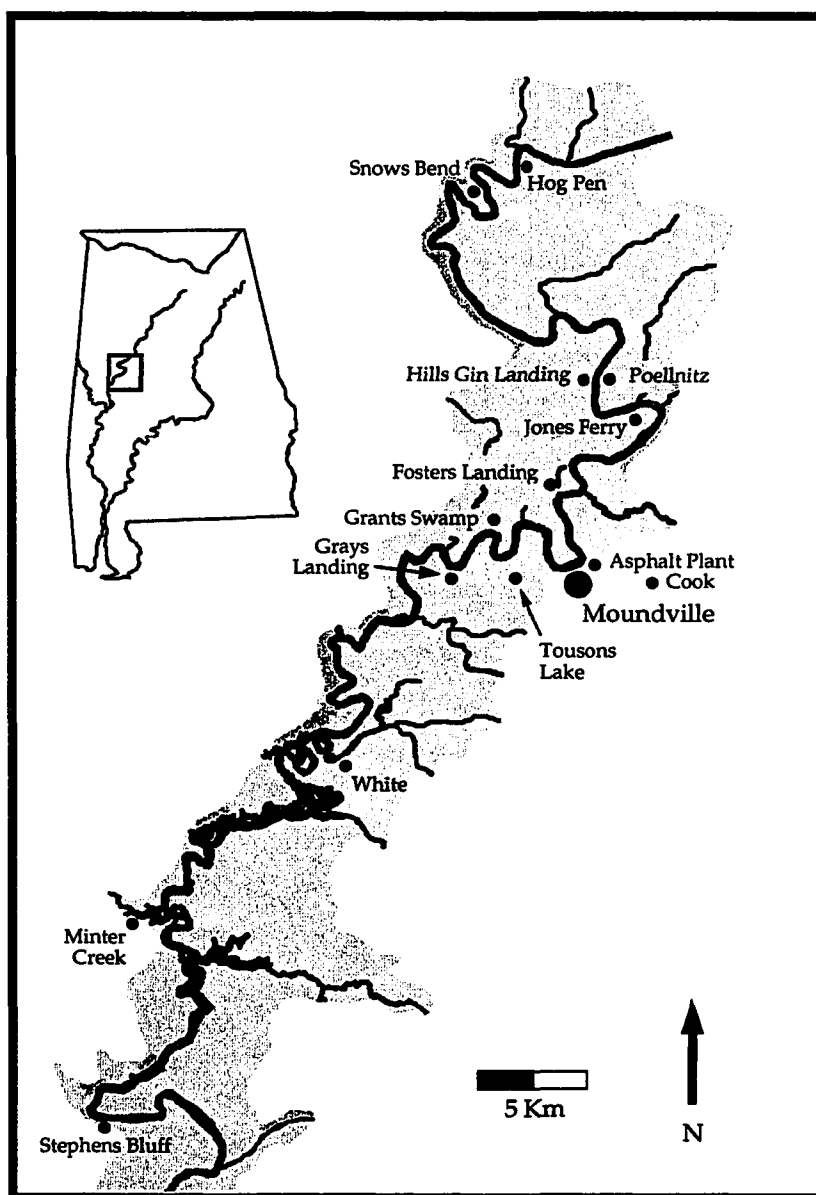 Snows Bend
Hog Pen
Hills Gin Landing
Poellnitz
Jones Ferry
Fosters Landing
Grants Swamp
Grays
Landing
Asphalt Plant
Cook
Moundville
Tousons
Lake
White
Minter
Creek
5 Km
N
Stephens Bluff